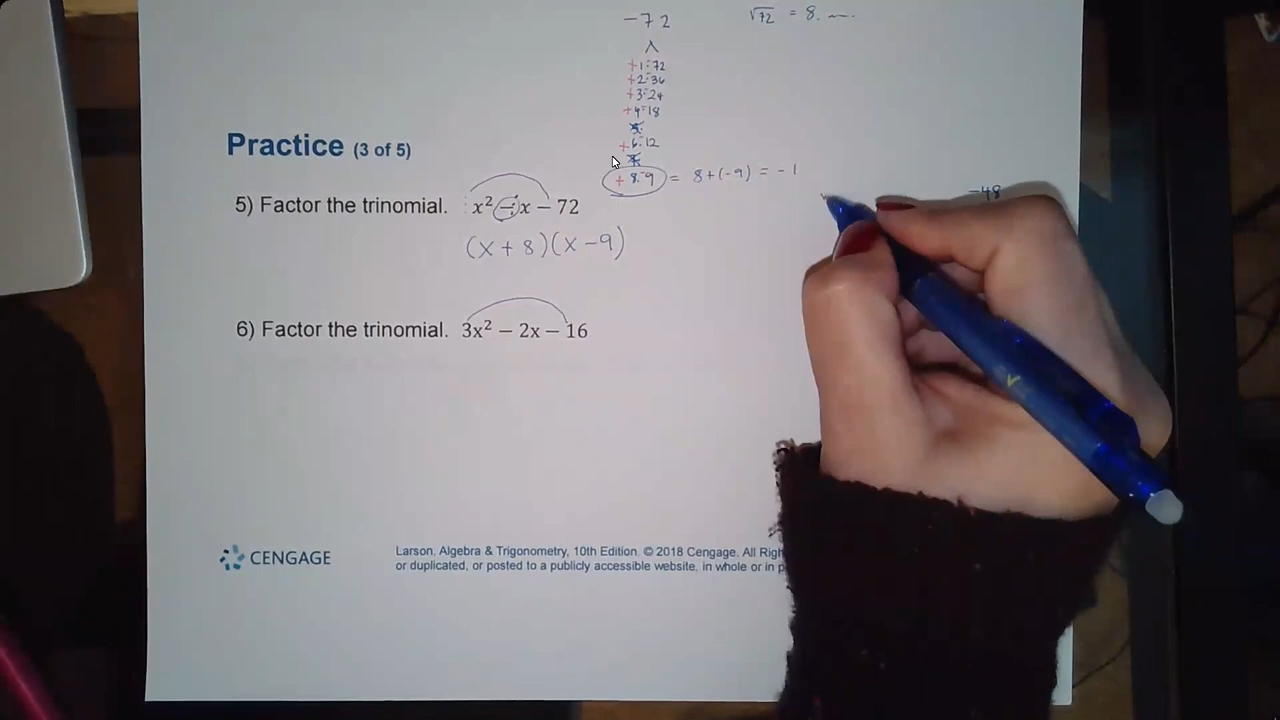 -72
√72 = 8.
+1·-72
+2·-36
+3·-24
+4·-18
5·
+6·-12
7
+8·-9 = 8+(-9) = -1
Practice (3 of 5)
5) Factor the trinomial. x² - x - 72
-48
(x + 8)(x - 9)
6) Factor the trinomial. 3x² - 2x - 16
CENGAGE
Larson, Algebra & Trigonometry, 10th Edition. © 2018 Cengage. All
or duplicated, or posted to a publicly accessible website, in whole or in